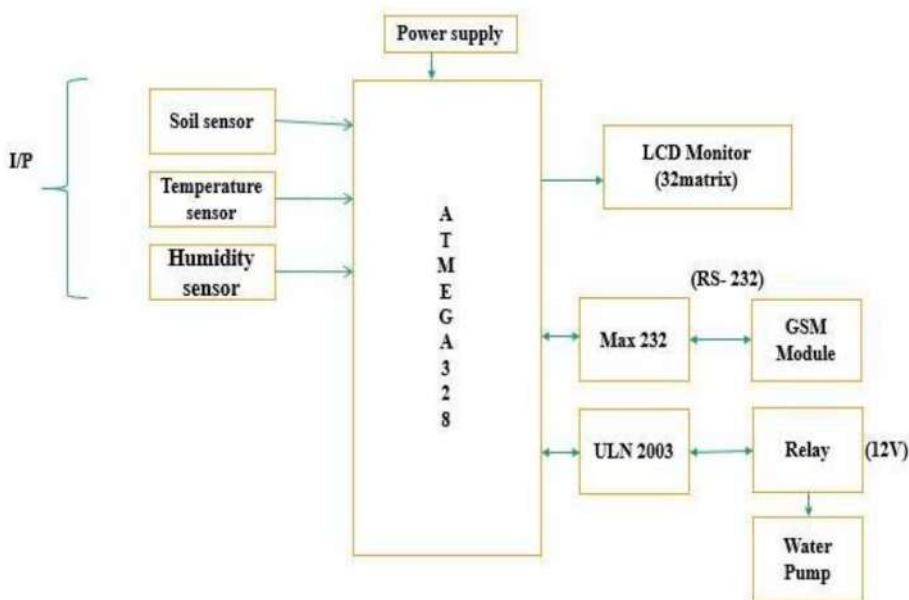 Power supply
I/P
Soil sensor
Temperature
sensor
Humidity
sensor
A
T
M
E
G
A
3
2
8
LCD Monitor
(32matrix)
(RS- 232)
Max 232
GSM
Module
ULN 2003
Relay
(12V)
Water
Pump